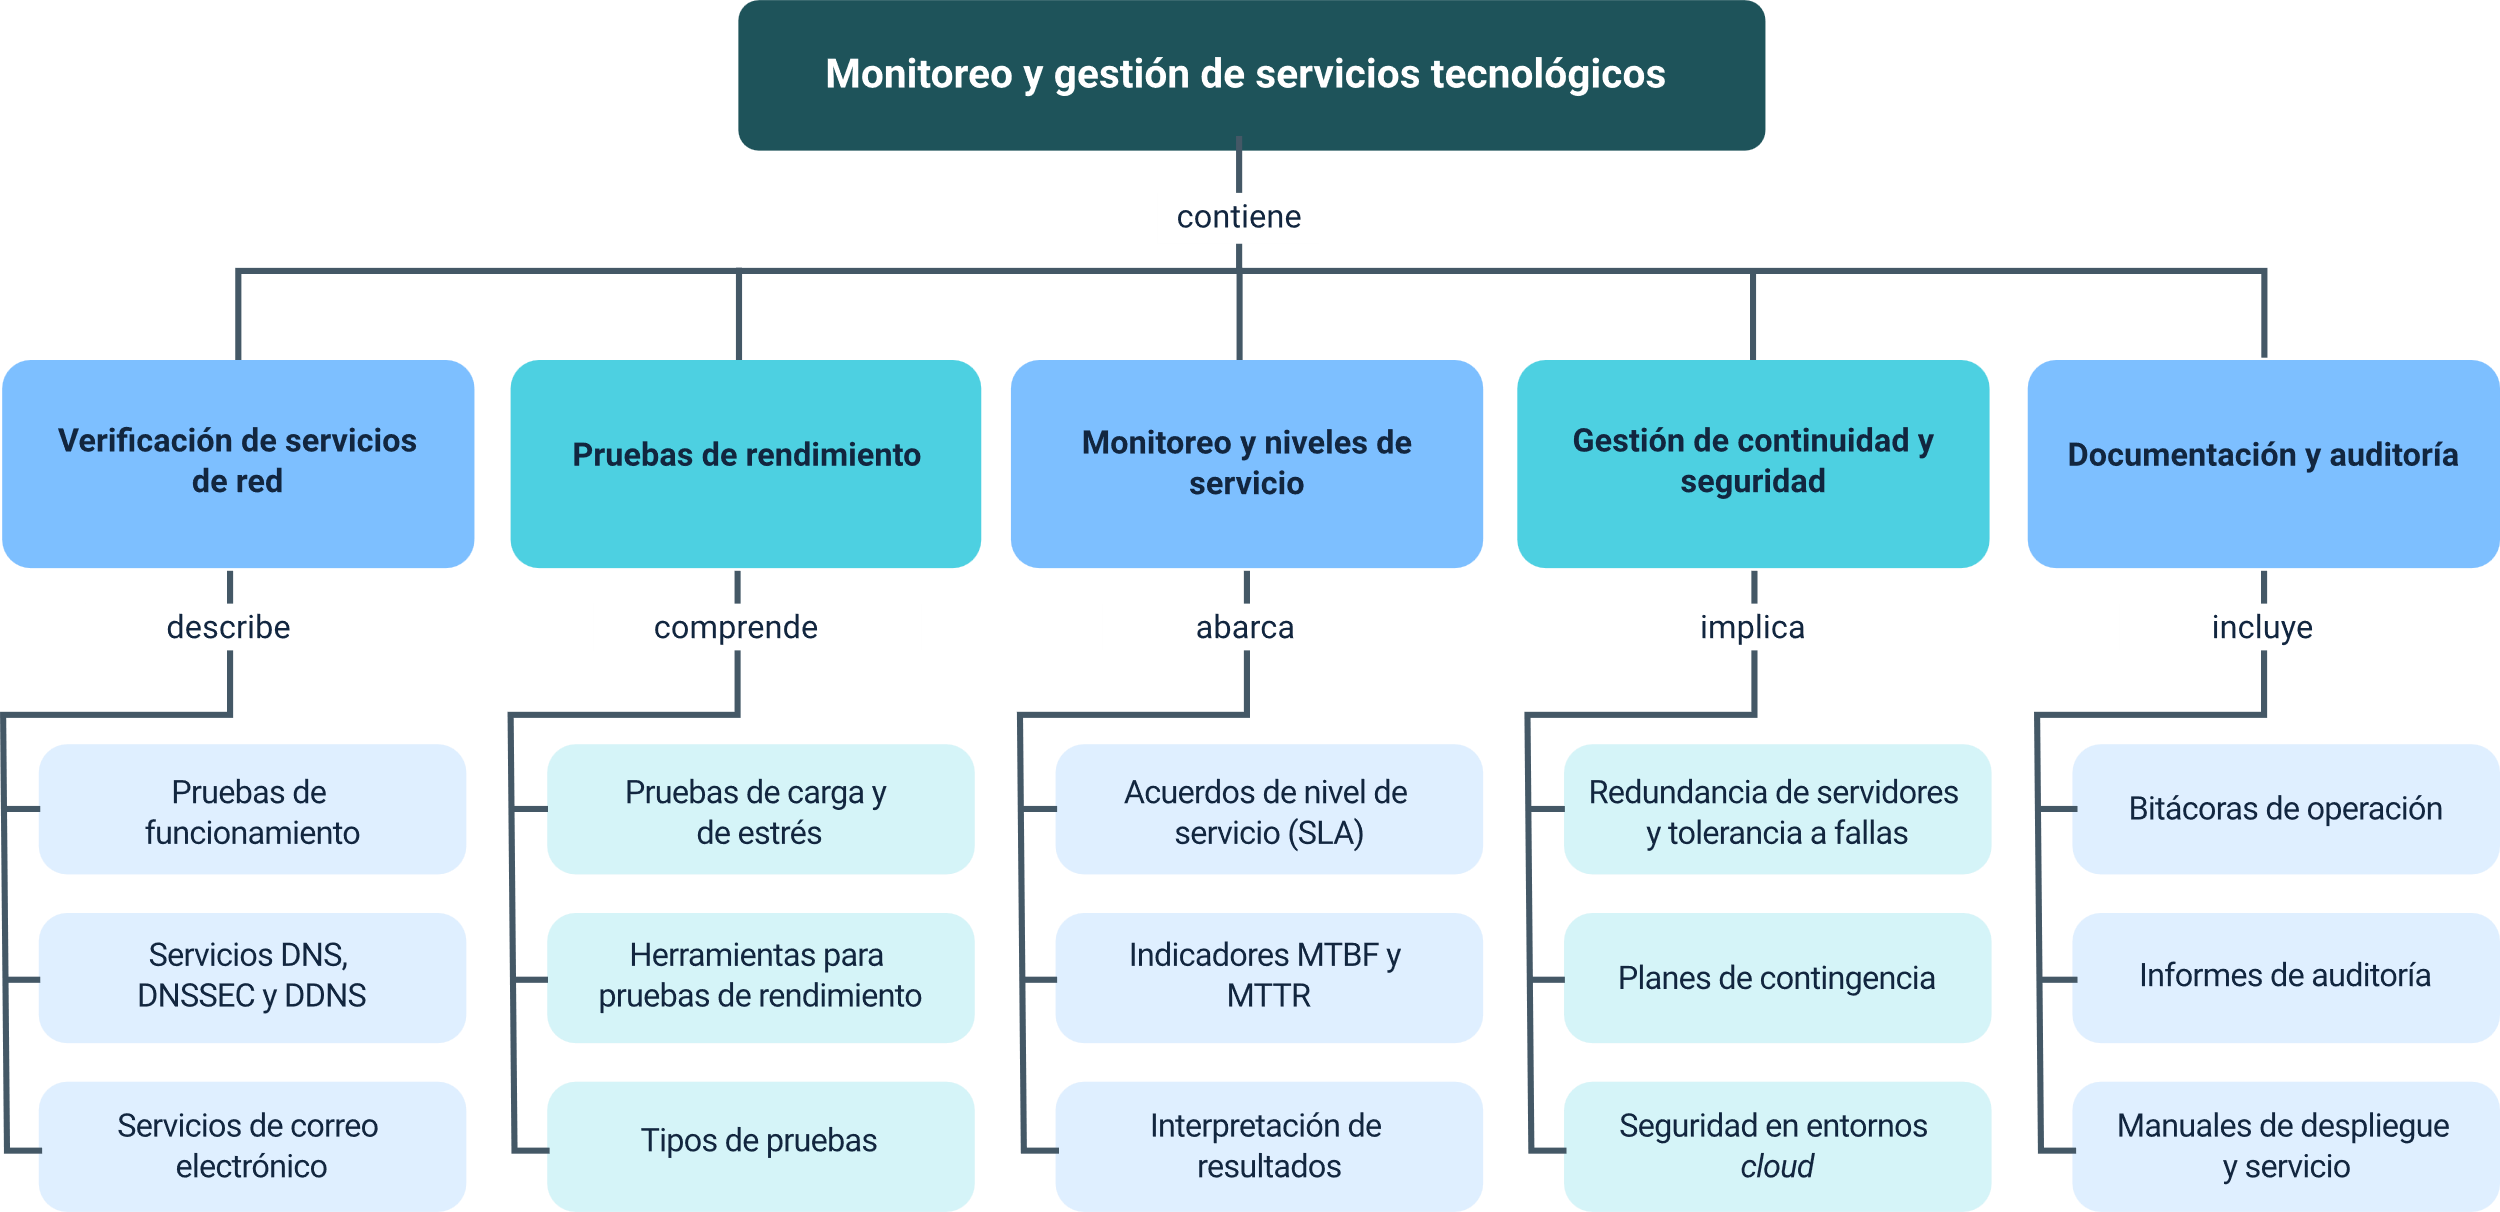 Monitoreo y gestión de servicios tecnológicos
contiene
Verificación de servicios
de red
describe
Pruebas de
funcionamiento
Servicios DNS,
DNSSEC y DDNS
Servicios de correo
electrónico
Pruebas de rendimiento
comprende
Pruebas de carga y
de estrés
Herramientas para
pruebas de rendimiento
Tipos de pruebas
Monitoreo y niveles de
servicio
abarca
Acuerdos de nivel de
servicio (SLA)
Indicadores MTBF y
MTTR
Interpretación de
resultados
Gestión de continuidad y
seguridad
implica
Redundancia de servidores
y tolerancia a fallas
Planes de contingencia
Seguridad en entornos
cloud
Documentación y auditoría
incluye
Bitácoras de operación
Informes de auditoría
Manuales de despliegue
y servicio